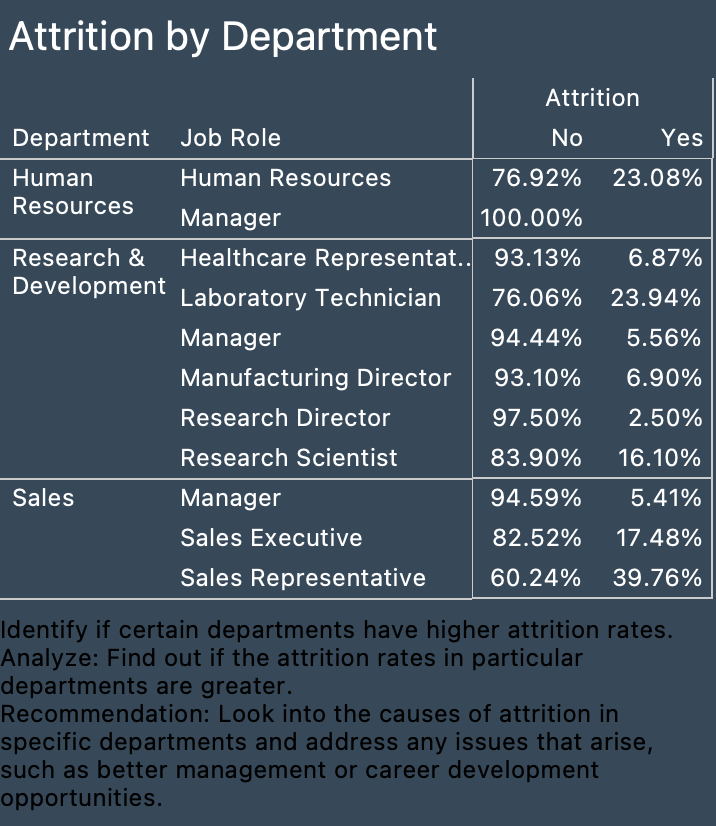 Attrition by Department
Attrition
Department Job Role No Yes
Human Resources Human Resources 76.92% 23.08%
Manager 100.00%
Research & Development Healthcare Representat.. 93.13% 6.87%
Laboratory Technician 76.06% 23.94%
Manager 94.44% 5.56%
Manufacturing Director 93.10% 6.90%
Research Director 97.50% 2.50%
Research Scientist 83.90% 16.10%
Sales Manager 94.59% 5.41%
Sales Executive 82.52% 17.48%
Sales Representative 60.24% 39.76%
Identify if certain departments have higher attrition rates.
Analyze: Find out if the attrition rates in particular
departments are greater.
Recommendation: Look into the causes of attrition in
specific departments and address any issues that arise,
such as better management or career development
opportunities.